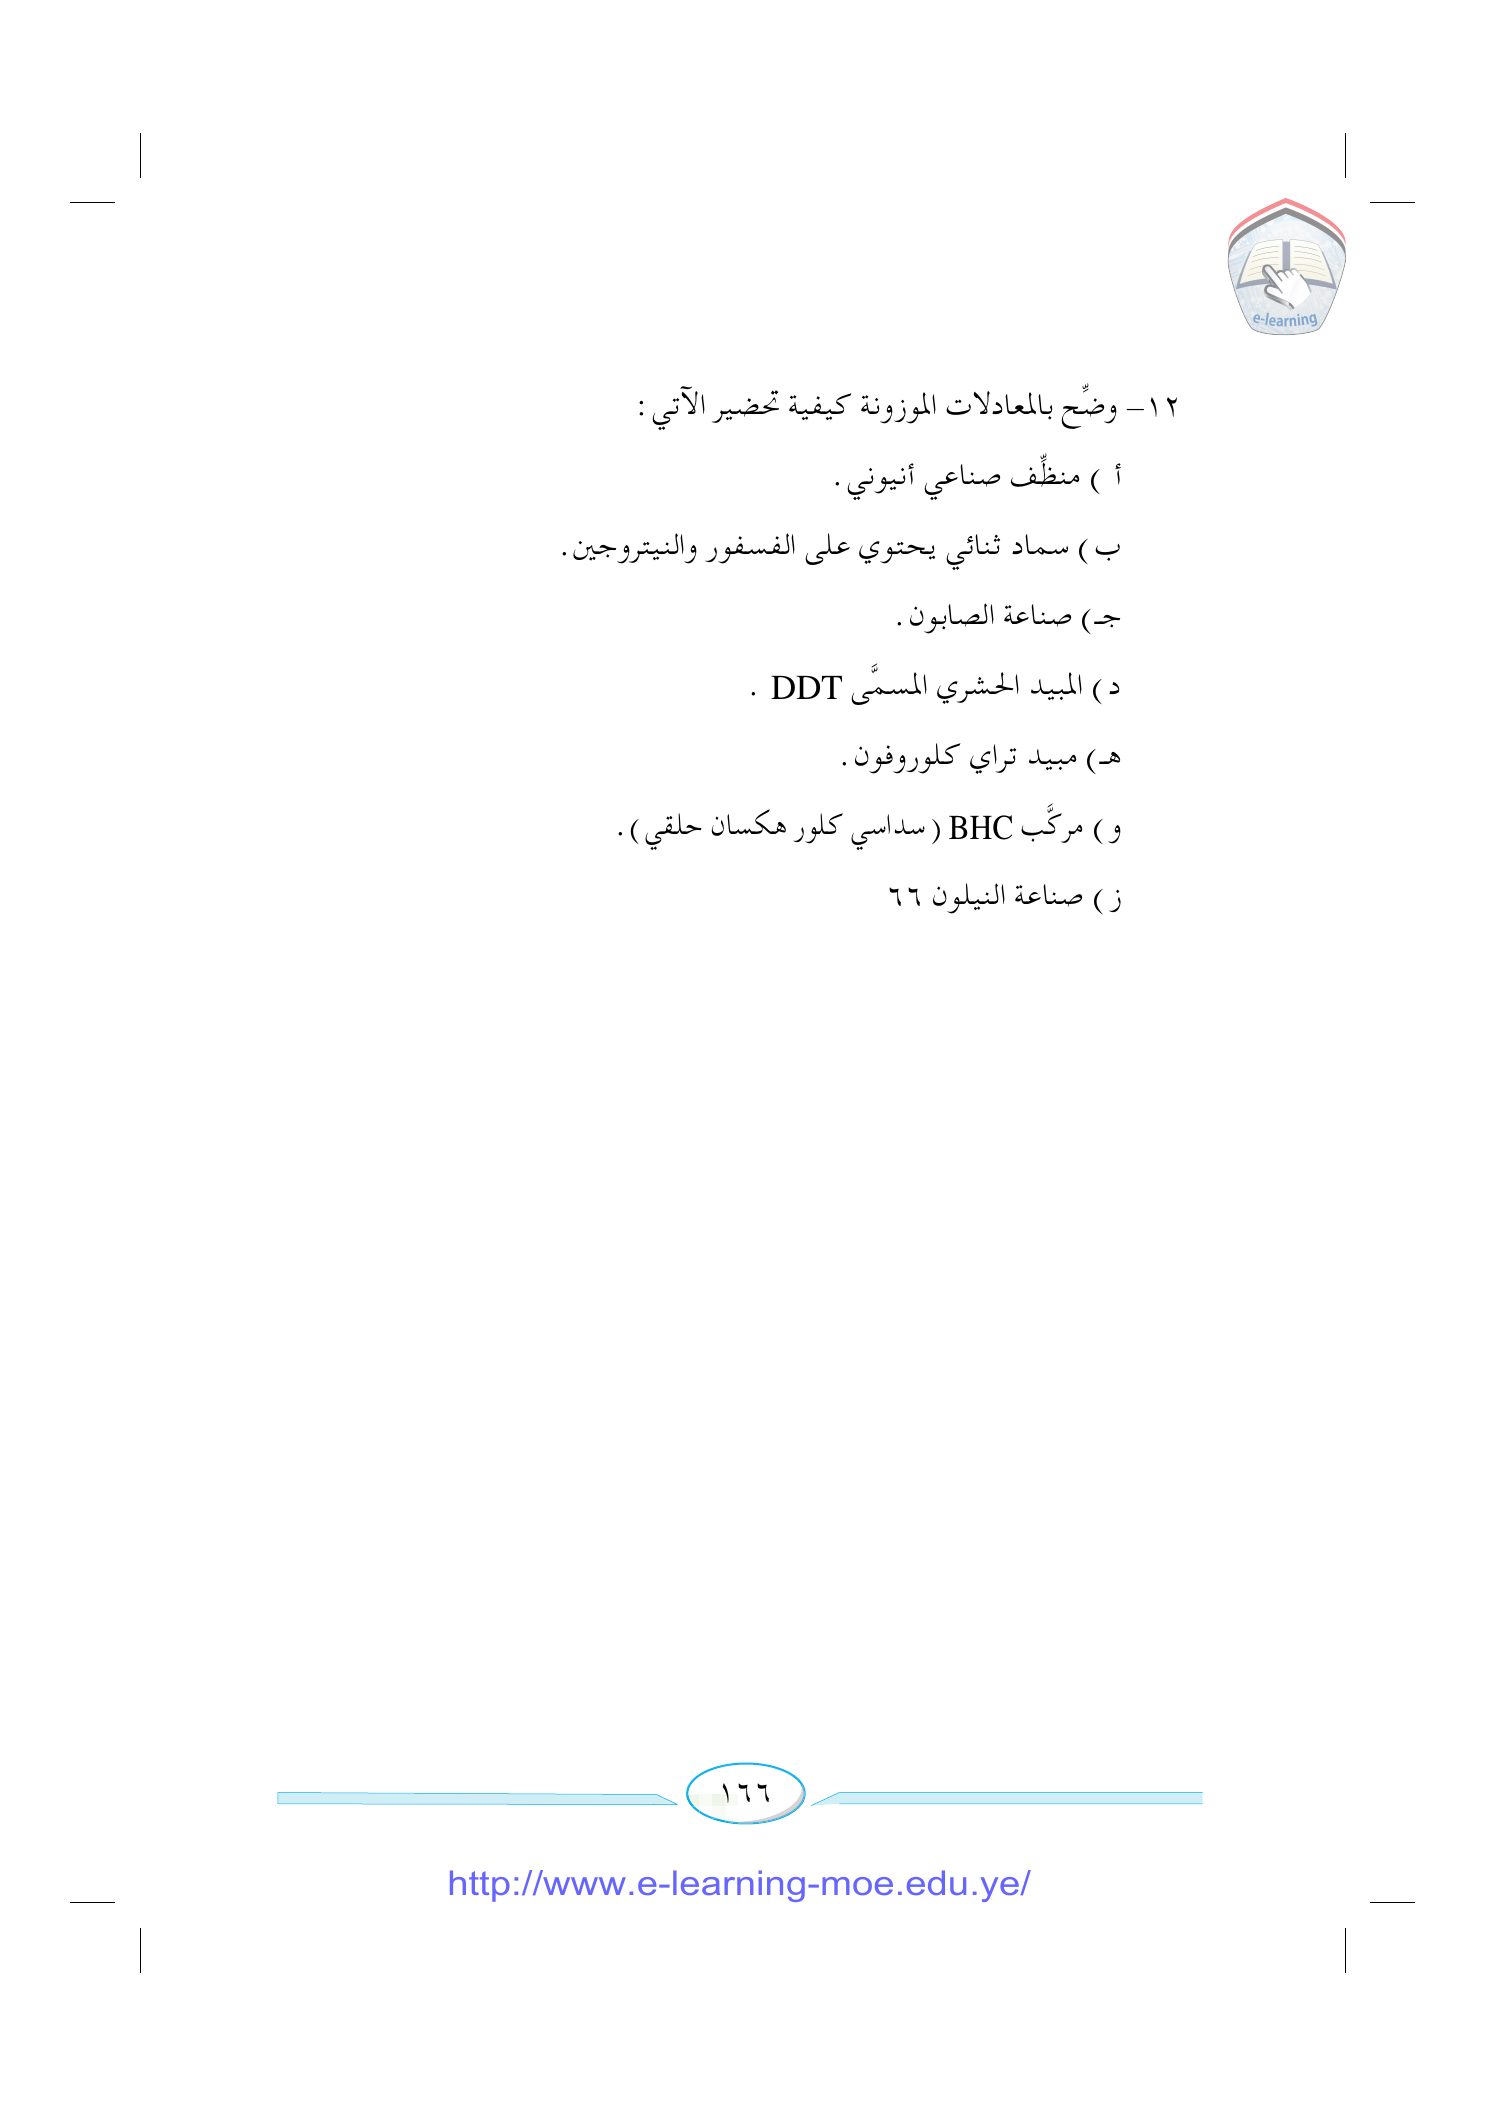 e-learning
١٢– وضِّح بالمعادلات الموزونة كيفية تحضير الآتي :
أ ) منظِّف صناعي أنيوني .
ب ) سماد ثنائي يحتوي على الفسفور والنيتروجين .
جـ) صناعة الصابون .
د ) المبيد الحشري المسمَّى DDT .
هـ) مبيد تراي كلوروفون .
و ) مركَّب BHC ( سداسي كلور هكسان حلقي ) .
ز ) صناعة النيلون ٦٦
١٦٦
http://www.e-learning-moe.edu.ye/